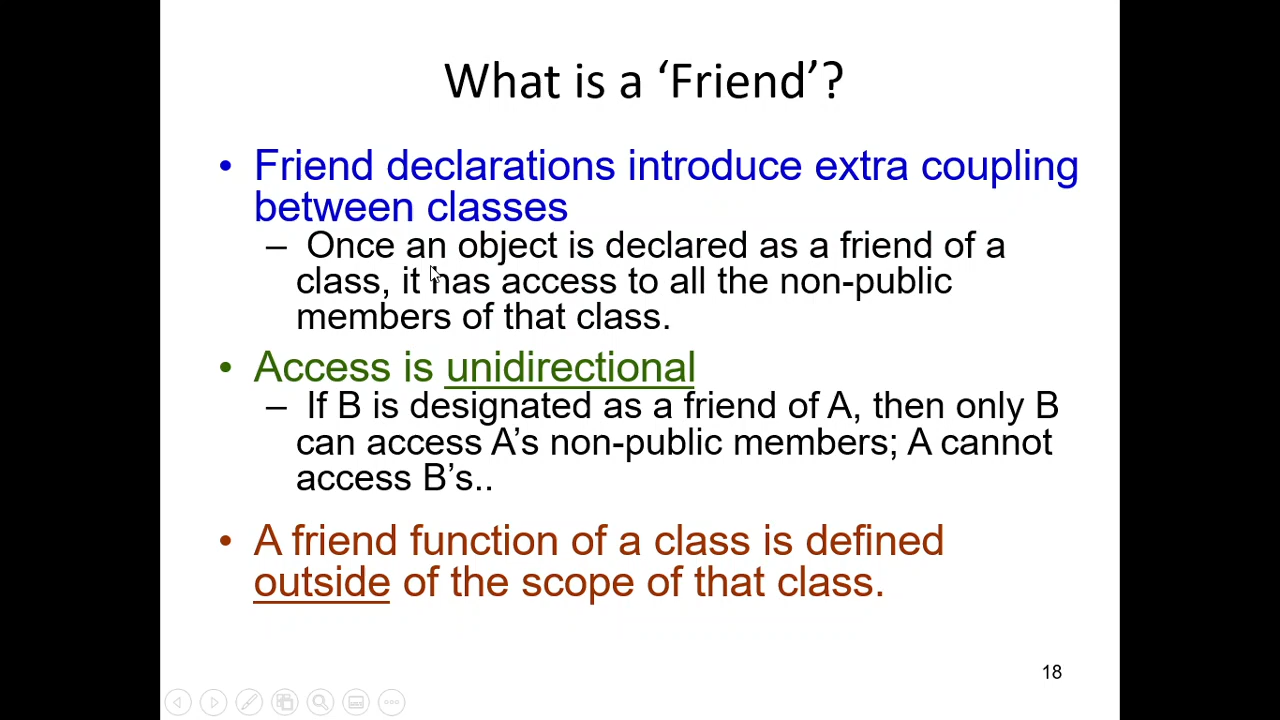 What is a ‘Friend’?
• Friend declarations introduce extra coupling
between classes
– Once an object is declared as a friend of a
class, it has access to all the non-public
members of that class.
• Access is unidirectional
– If B is designated as a friend of A, then only B
can access A’s non-public members; A cannot
access B’s..
• A friend function of a class is defined
outside of the scope of that class.
18